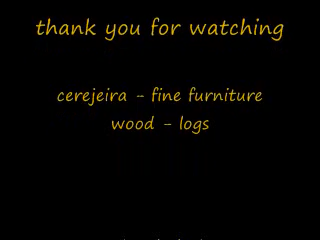 thank you for watching
cerejeira - fine furniture
wood - logs